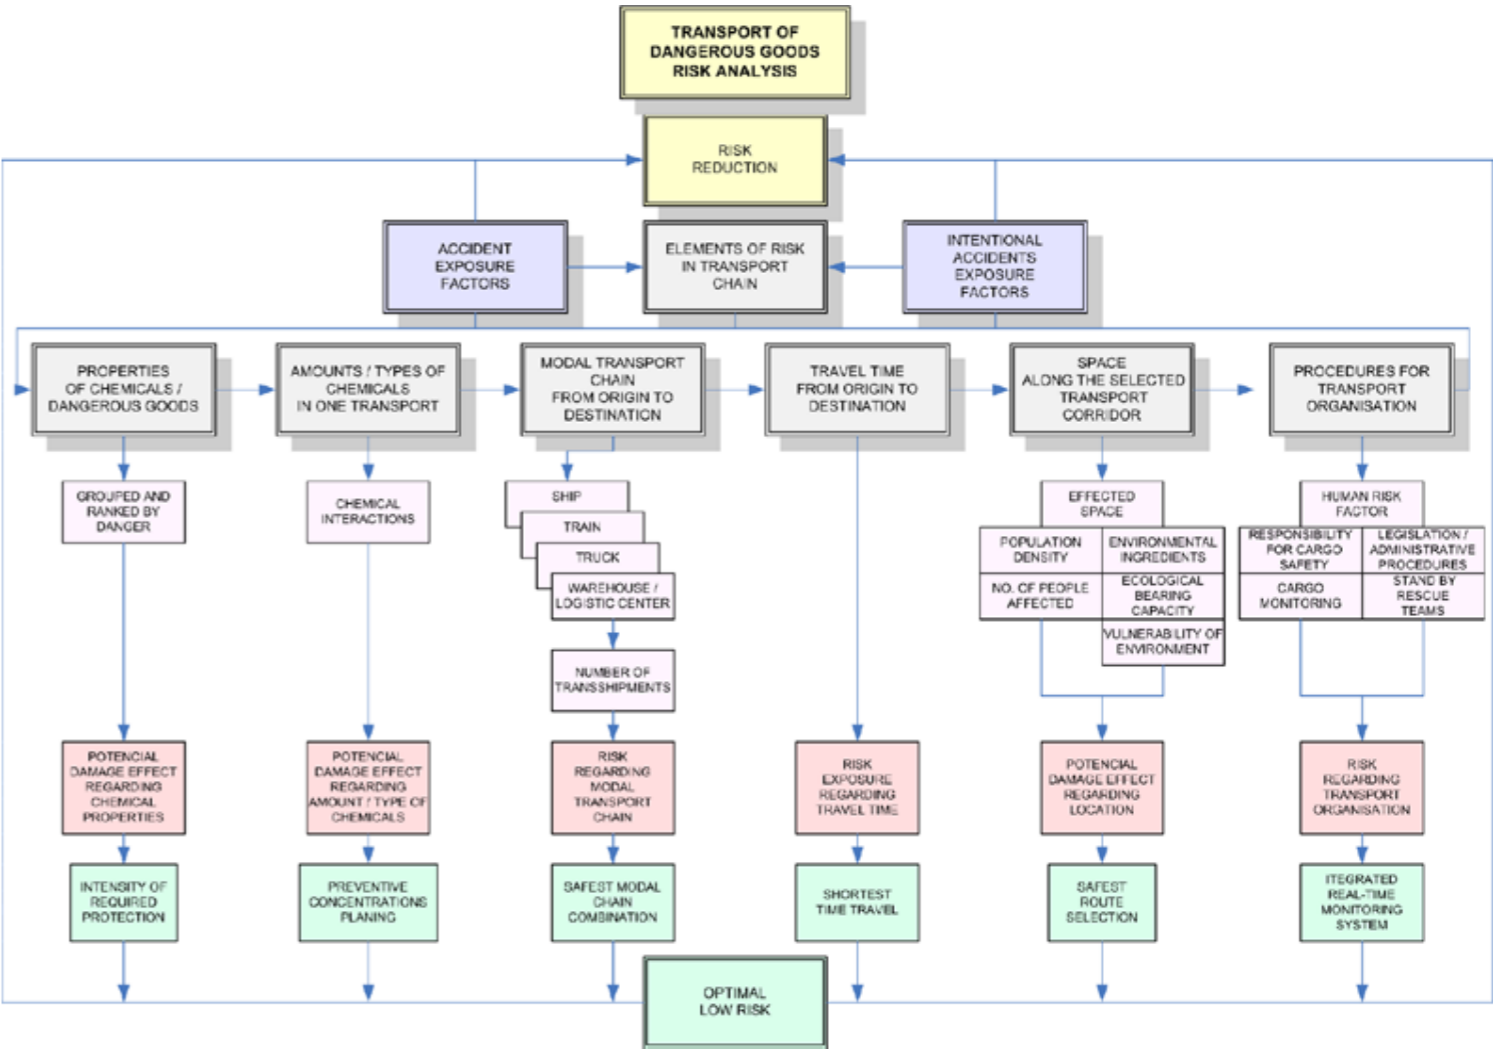 TRANSPORT OF
DANGEROUS GOODS
RISK ANALYSIS
RISK
REDUCTION
ACCIDENT
EXPOSURE
FACTORS
ELEMENTS OF RISK
IN TRANSPORT
CHAIN
INTENTIONAL
ACCIDENTS
EXPOSURE
FACTORS
PROPERTIES
OF CHEMICALS /
DANGEROUS GOODS
AMOUNTS / TYPES OF
CHEMICALS
IN ONE TRANSPORT
MODAL TRANSPORT
CHAIN
FROM ORIGIN TO
DESTINATION
TRAVEL TIME
FROM ORIGIN TO
DESTINATION
SPACE
ALONG THE SELECTED
TRANSPORT
CORRIDOR
PROCEDURES FOR
TRANSPORT
ORGANISATION
GROUPED AND
RANKED BY
DANGER
CHEMICAL
INTERACTIONS
SHIP
TRAIN
TRUCK
WAREHOUSE /
LOGISTIC CENTER
NUMBER OF
TRANSSHIPMENTS
EFFECTED
SPACE
POPULATION
DENSITY
ENVIRONMENTAL
INGREDIENTS
NO. OF PEOPLE
AFFECTED
ECOLOGICAL
BEARING
CAPACITY
VULNERABILITY OF
ENVIRONMENT
HUMAN RISK
FACTOR
RESPONSIBILITY
FOR CARGO
SAFETY
LEGISLATION /
ADMINISTRATIVE
PROCEDURES
CARGO
MONITORING
STAND BY
RESCUE
TEAMS
POTENCIAL
DAMAGE EFFECT
REGARDING
CHEMICAL
PROPERTIES
POTENCIAL
DAMAGE EFFECT
REGARDING
AMOUNT / TYPE OF
CHEMICALS
RISK
REGARDING
MODAL
TRANSPORT
CHAIN
RISK
EXPOSURE
REGARDING
TRAVEL TIME
POTENCIAL
DAMAGE EFFECT
REGARDING
LOCATION
RISK
REGARDING
TRANSPORT
ORGANISATION
INTENSITY OF
REQUIRED
PROTECTION
PREVENTIVE
CONCENTRATIONS
PLANING
SAFEST MODAL
CHAIN
COMBINATION
SHORTEST
TIME TRAVEL
SAFEST
ROUTE
SELECTION
ITEGRATED
REAL-TIME
MONITORING
SYSTEM
OPTIMAL
LOW RISK